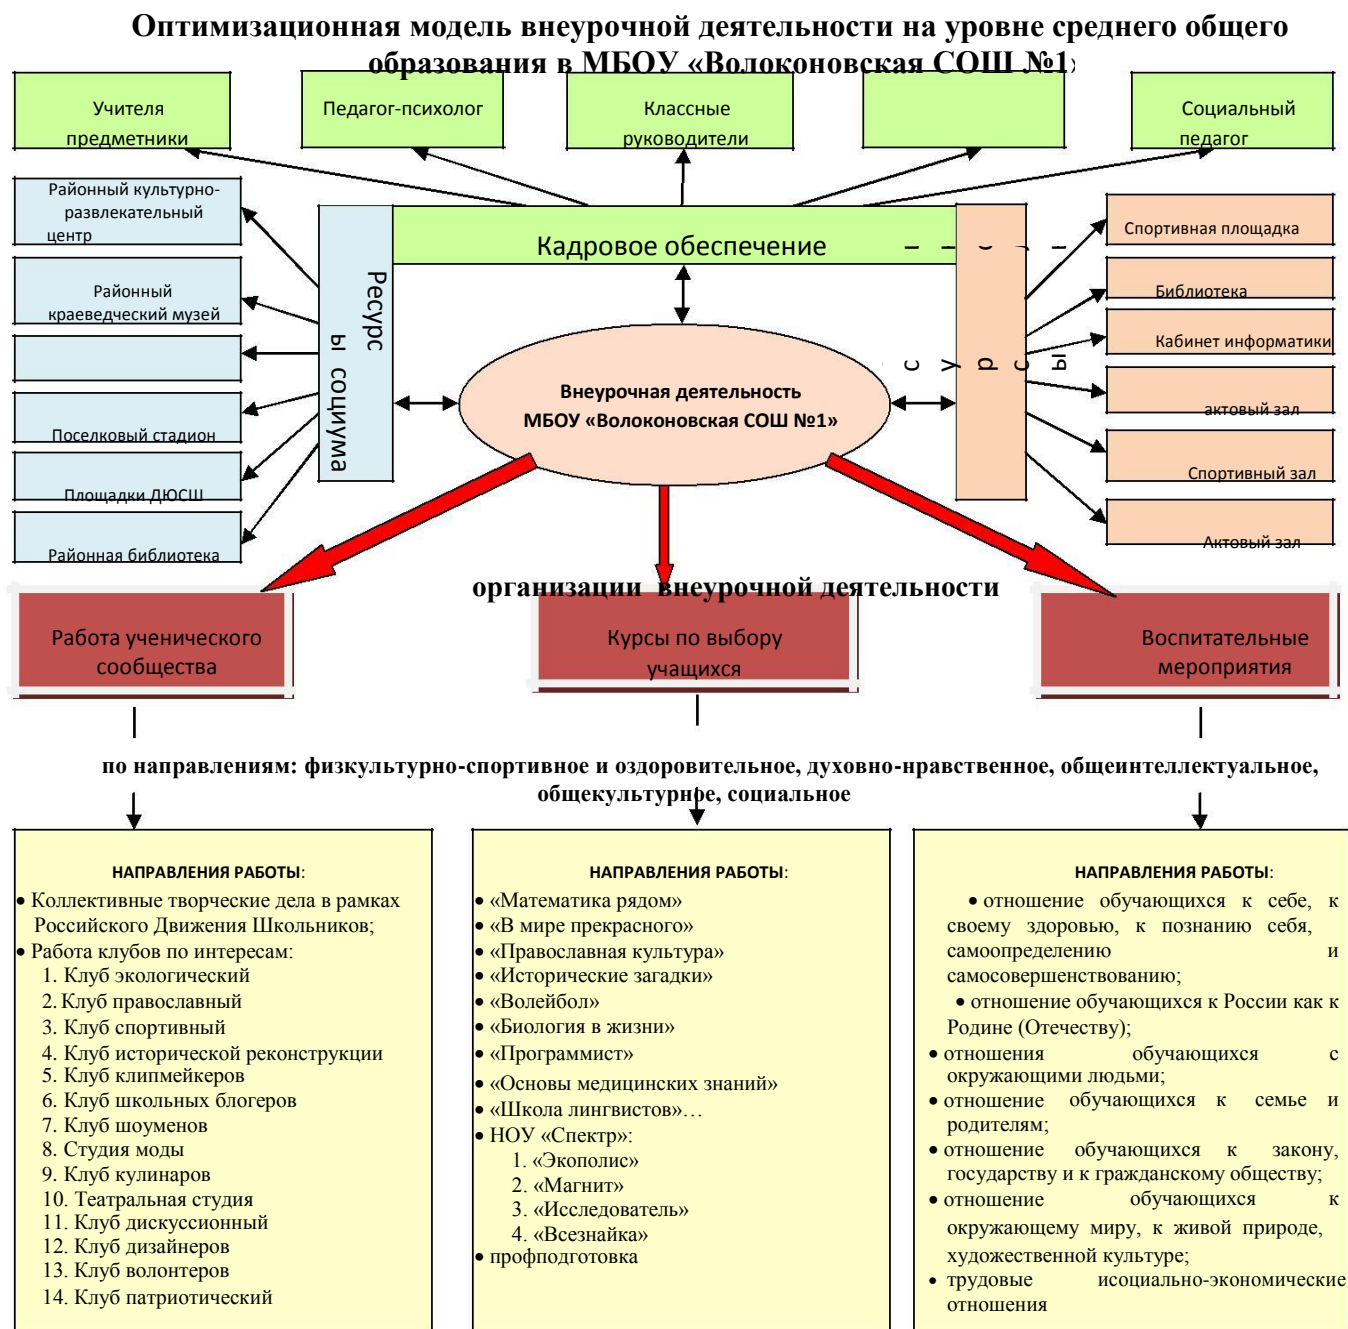 Оптимизационная модель внеурочной деятельности на уровне среднего общего
образования в МБОУ «Волоконовская СОШ №1»
Учителя
предметники
Педагог-психолог
Классные
руководители
Социальный
педагог
Районный культурно-
развлекательный
центр
Районный
краеведческий музей
Поселковый стадион
Площадки ДЮСШ
Районная библиотека
Ресурс
ы социума
Кадровое обеспечение
с у р с ы
Спортивная площадка
Библиотека
Кабинет информатики
актовый зал
Спортивный зал
Актовый зал
Внеурочная деятельность
МБОУ «Волоконовская СОШ №1»
организации внеурочной деятельности
Работа ученического
сообщества
Курсы по выбору
учащихся
Воспитательные
мероприятия
по направлениям: физкультурно-спортивное и оздоровительное, духовно-нравственное, общеинтеллектуальное,
общекультурное, социальное
НАПРАВЛЕНИЯ РАБОТЫ:
• Коллективные творческие дела в рамках
Российского Движения Школьников;
• Работа клубов по интересам:
1. Клуб экологический
2. Клуб православный
3. Клуб спортивный
4. Клуб исторической реконструкции
5. Клуб клипмейкеров
6. Клуб школьных блогеров
7. Клуб шоуменов
8. Студия моды
9. Клуб кулинаров
10. Театральная студия
11. Клуб дискуссионный
12. Клуб дизайнеров
13. Клуб волонтеров
14. Клуб патриотический
НАПРАВЛЕНИЯ РАБОТЫ:
• «Математика рядом»
• «В мире прекрасного»
• «Православная культура»
• «Исторические загадки»
• «Волейбол»
• «Биология в жизни»
• «Программист»
• «Основы медицинских знаний»
• «Школа лингвистов»…
• НОУ «Спектр»:
1. «Экополис»
2. «Магнит»
3. «Исследователь»
4. «Всезнайка»
• профподготовка
НАПРАВЛЕНИЯ РАБОТЫ:
• отношение обучающихся к себе, к
своему здоровью, к познанию себя,
самоопределению и
самосовершенствованию;
• отношение обучающихся к России как к
Родине (Отечеству);
• отношения обучающихся с
окружающими людьми;
• отношение обучающихся к семье и
родителям;
• отношение обучающихся к закону,
государству и к гражданскому обществу;
• отношение обучающихся к
окружающему миру, к живой природе,
художественной культуре;
• трудовые исоциально-экономические
отношения